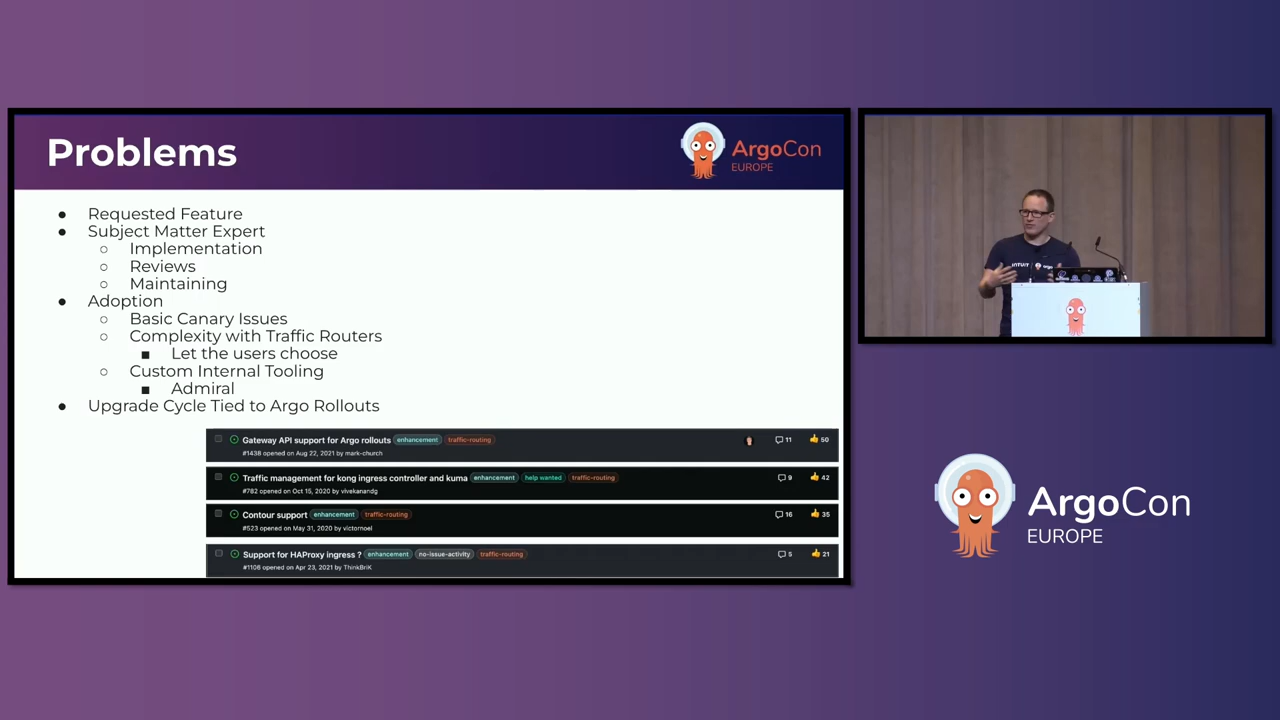 Problems
ArgoCon
EUROPE
● Requested Feature
● Subject Matter Expert
○ Implementation
○ Reviews
○ Maintaining
● Adoption
○ Basic Canary Issues
○ Complexity with Traffic Routers
■ Let the users choose
○ Custom Internal Tooling
■ Admiral
● Upgrade Cycle Tied to Argo Rollouts
Gateway API support for Argo rollouts enhancement traffic-routing 11 50
#1438 opened on Aug 22, 2021 by mark-church
Traffic management for kong ingress controller and kuma enhancement help wanted traffic-routing 9 42
#782 opened on Oct 15, 2020 by vivekanandg
Contour support enhancement traffic-routing 16 35
#523 opened on May 31, 2020 by victornoel
Support for HAProxy ingress ? enhancement no-issue-activity traffic-routing 5 21
#1106 opened on Apr 23, 2021 by ThinkBriK
INTUIT argo
ArgoCon
EUROPE